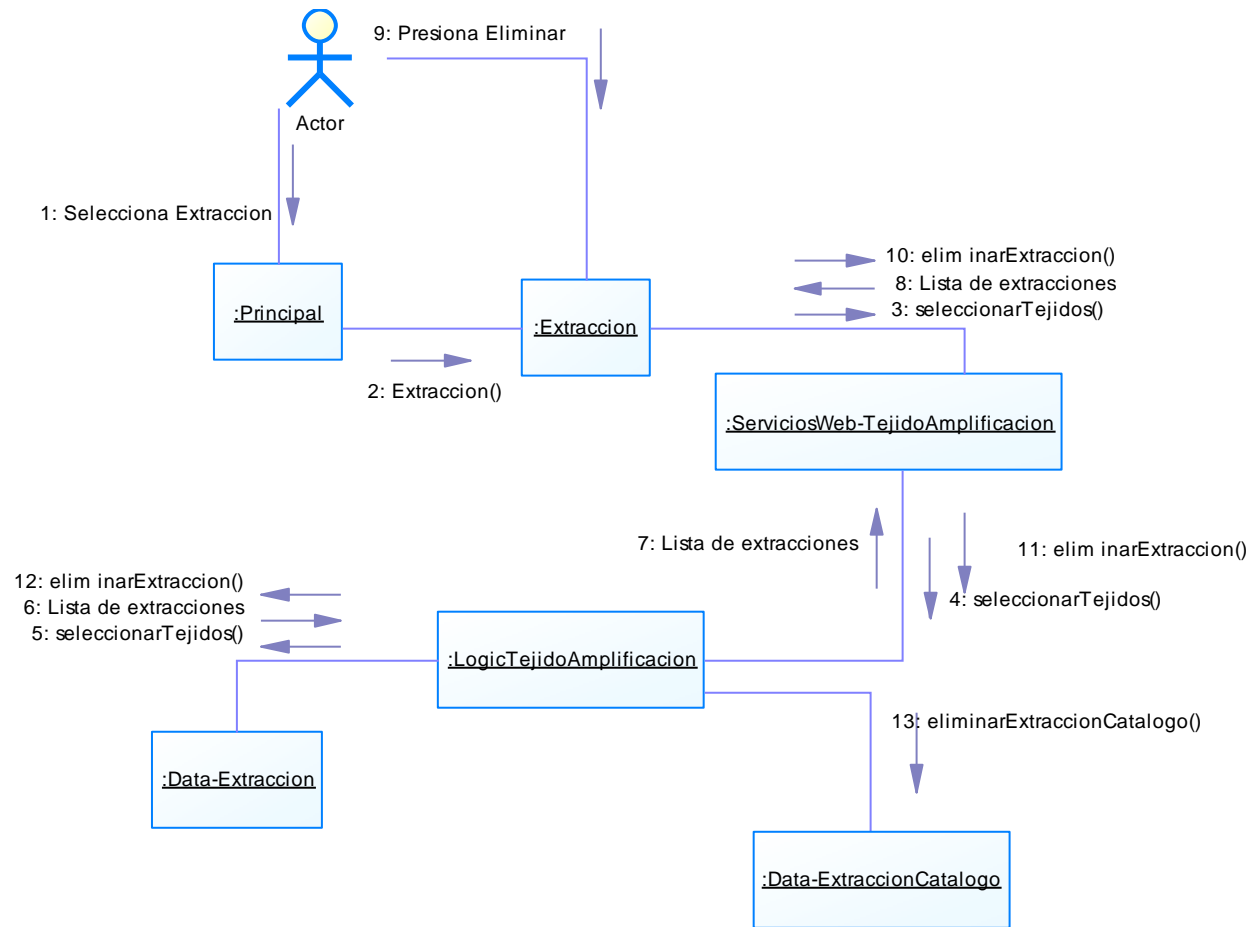 9: Presiona Eliminar
Actor
1: Selecciona Extraccion
10: elim inarExtraccion()
8: Lista de extracciones
3: seleccionarTejidos()
:Principal
:Extraccion
2: Extraccion()
:ServiciosWeb-TejidoAmplificacion
7: Lista de extracciones
11: elim inarExtraccion()
4: seleccionarTejidos()
12: elim inarExtraccion()
6: Lista de extracciones
5: seleccionarTejidos()
:LogicTejidoAmplificacion
13: eliminarExtraccionCatalogo()
:Data-Extraccion
:Data-ExtraccionCatalogo